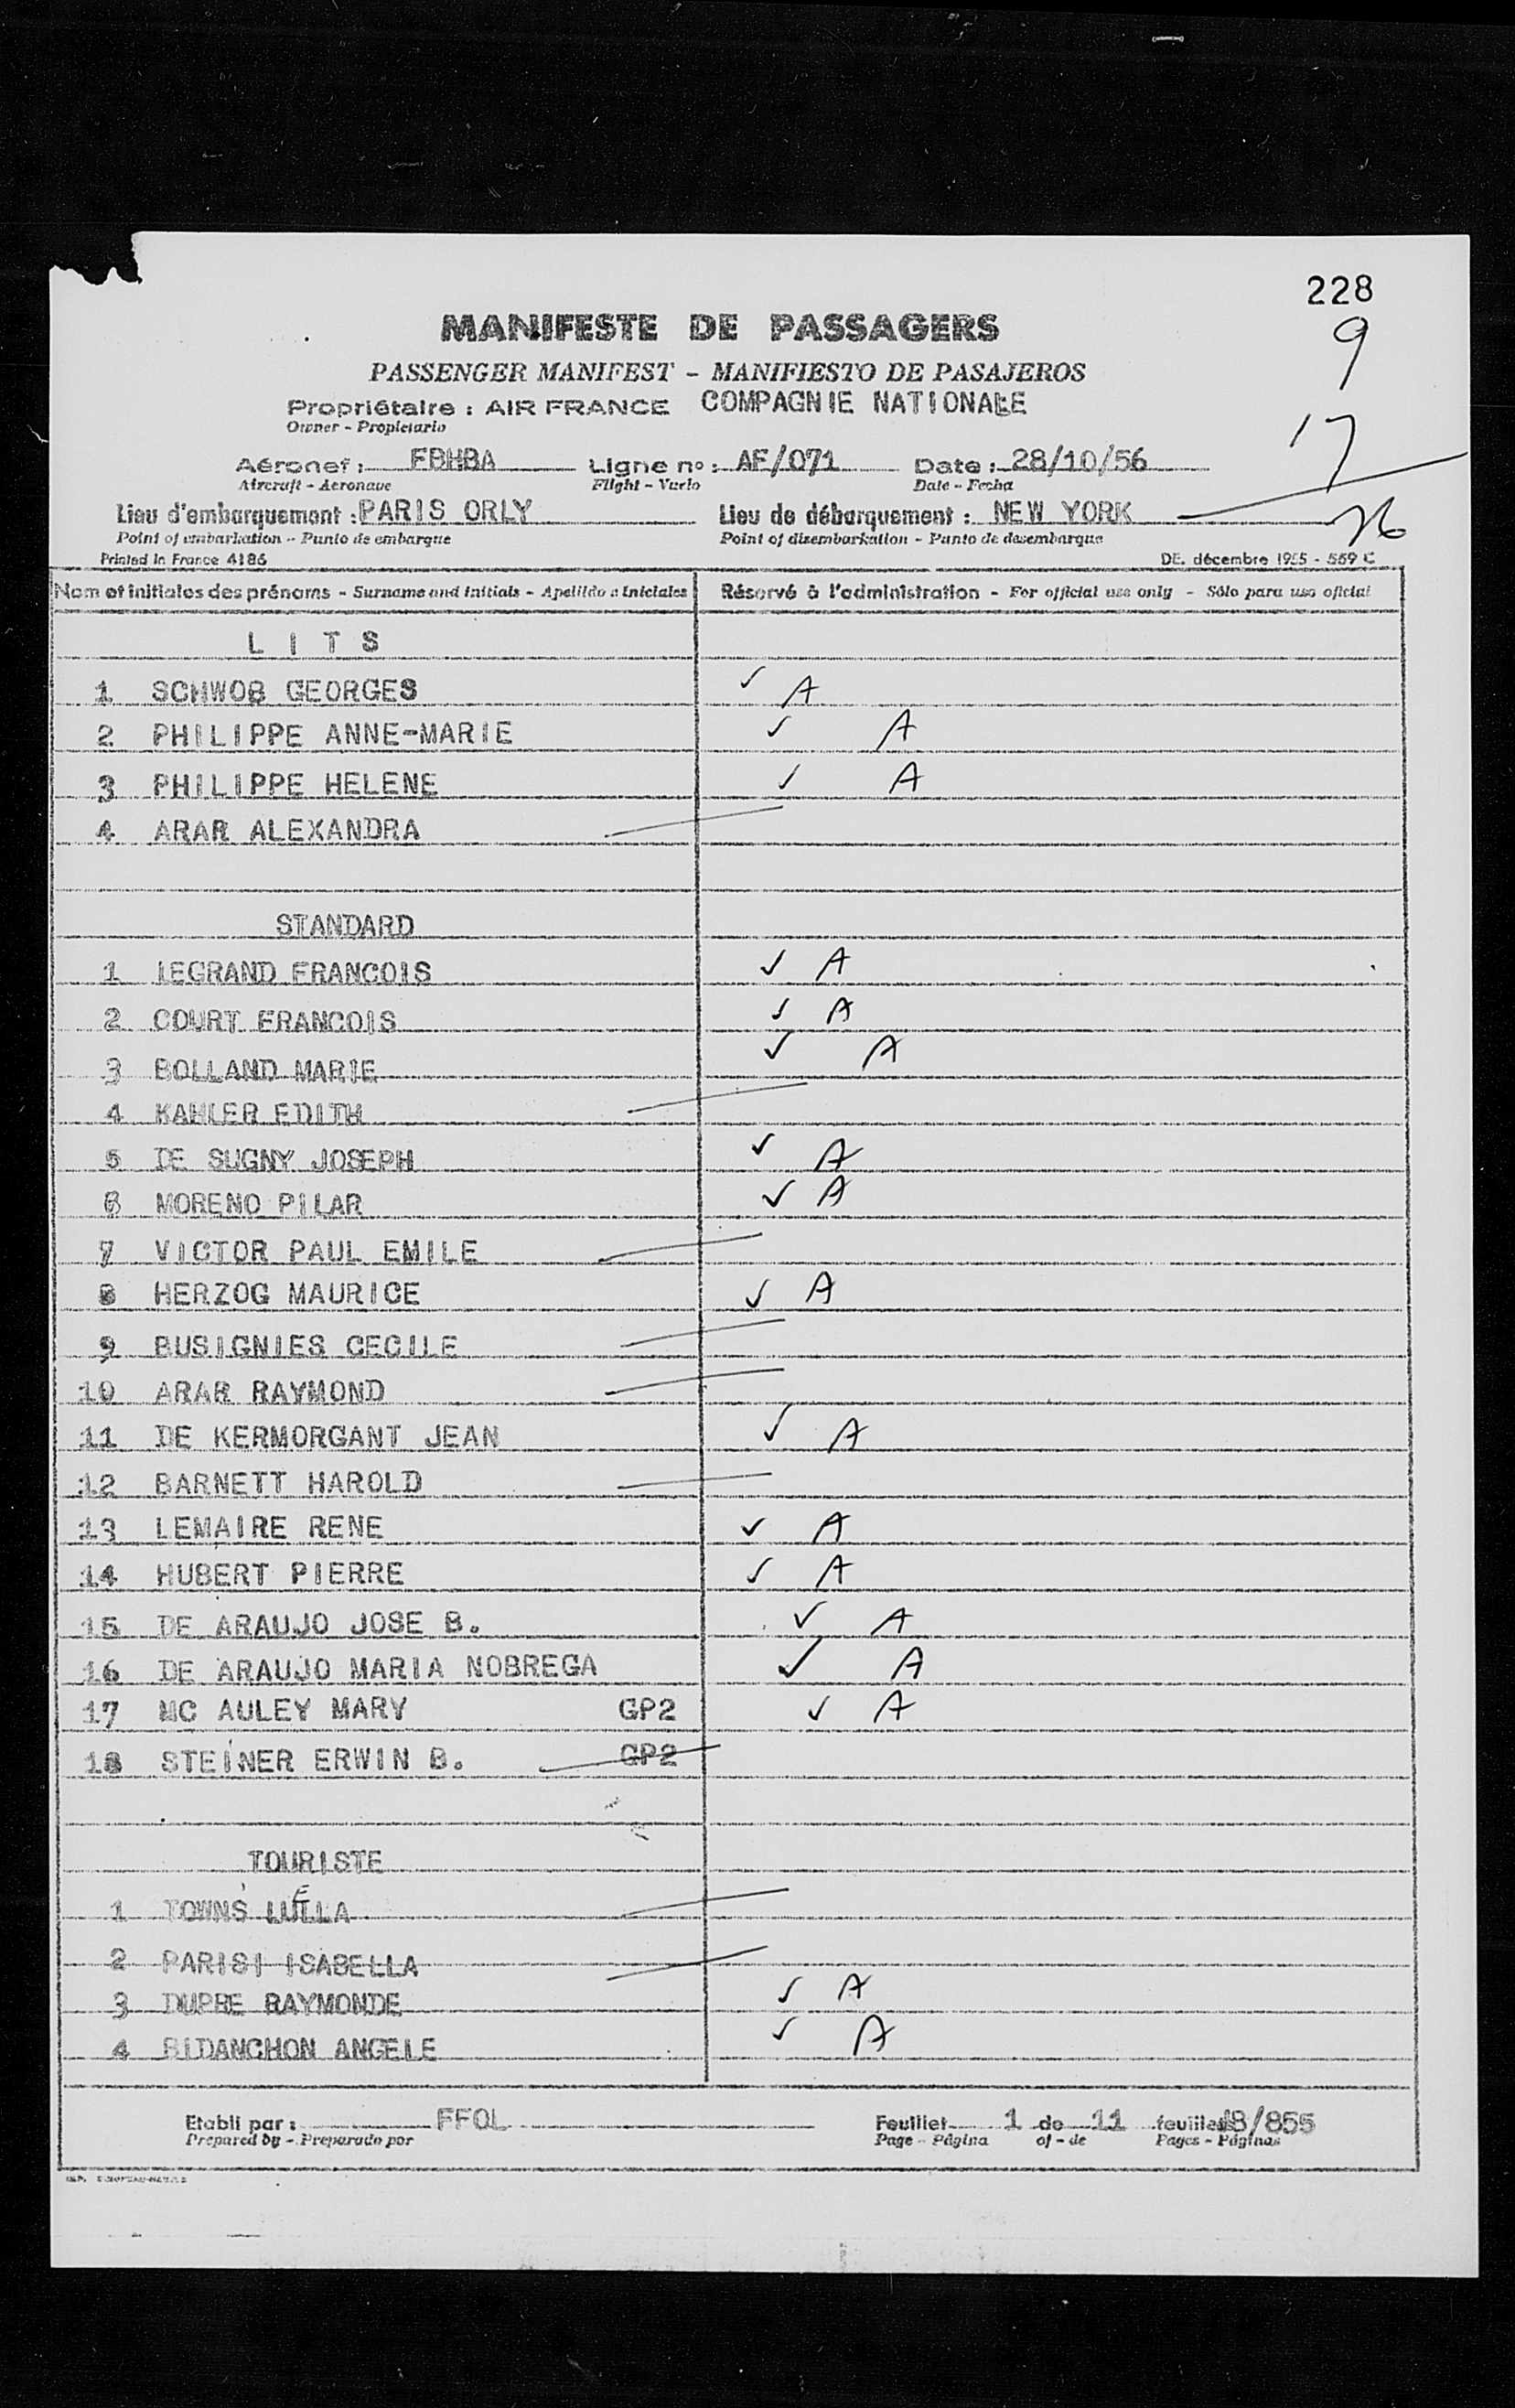 228
MANIFESTE DE PASSAGERS
9
PASSENGER MANIFEST - MANIFIESTO DE PASAJEROS
Propriétaire : AIR FRANCE COMPAGNIE NATIONALE
Owner - Propietario
17
Aéronef : FBHBA Ligne no : AF/071 Date : 28/10/56
Aircraft - Aeronave Flight - Vuelo Date - Fecha
Lieu d'embarquement : PARIS ORLY Lieu de débarquement : NEW YORK
26
Point of embarkation - Punto de embarque Point of disembarkation - Punto de desembarque
Printed in France 4186 DE. décembre 1955 - 569 C
Nom et initiales des prénoms - Surname and initials - Apellido e Iniciales Réservé à l'administration - For official use only - Sólo para uso oficial
LITS
1 SCHWOB GEORGES ✓ A
2 PHILIPPE ANNE-MARIE ✓ A
3 PHILIPPE HELENE ✓ A
4 ARAR ALEXANDRA
STANDARD
1 LEGRAND FRANCOIS ✓ A
2 COURT FRANCOIS ✓ A
3 BOLLAND MARIE ✓ A
4 KAHLER EDITH
5 DE SUGNY JOSEPH ✓ A
6 MORENO PILAR ✓ A
7 VICTOR PAUL EMILE
8 HERZOG MAURICE ✓ A
9 BUSIGNIES CECILE
10 ARAR RAYMOND
11 DE KERMORGANT JEAN ✓ A
12 BARNETT HAROLD
13 LEMAIRE RENE ✓ A
14 HUBERT PIERRE ✓ A
15 DE ARAUJO JOSE B. ✓ A
16 DE ARAUJO MARIA NOBREGA ✓ A
17 MC AULEY MARY GP2 ✓ A
18 STEINER ERWIN B. GP2
TOURISTE
1 TOWNS LUELLA
2 PARISI ISABELLA
3 DUPRE RAYMONDE ✓ A
4 BIDANCHON ANGELE ✓ A
Etabli par : FFOL Feuillet 1 de 11 feuilles 18/855
Prepared by - Preparado por Page - Página of - de Pages - Páginas